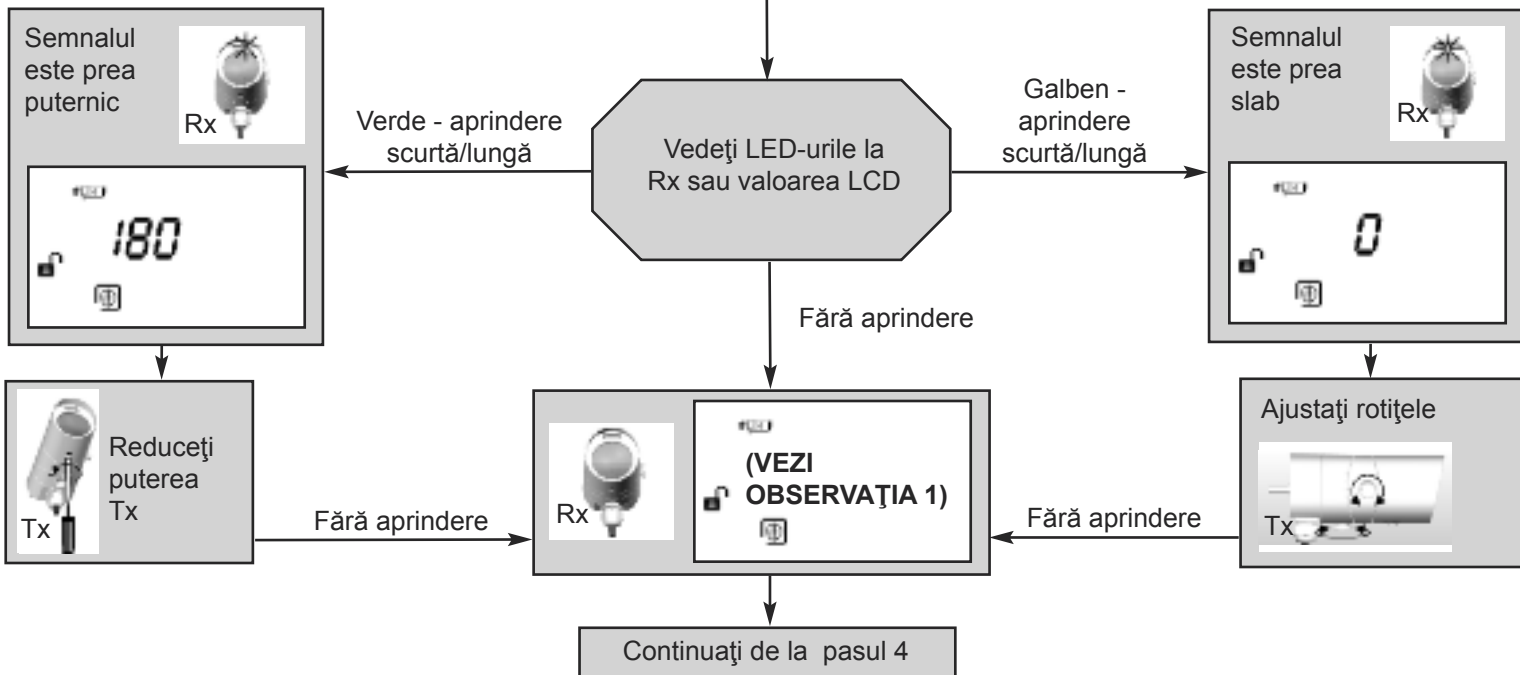 Semnalul
este prea
puternic
Rx
180
Verde - aprindere
scurtă/lungă
Vedeţi LED-urile la
Rx sau valoarea LCD
Galben -
aprindere
scurtă/lungă
Semnalul
este prea
slab
Rx
0
Fără aprindere
Reduceţi
puterea
Tx
Tx
Fără aprindere
Rx
(VEZI
OBSERVAŢIA 1)
Fără aprindere
Ajustaţi rotiţele
Tx
Continuaţi de la pasul 4